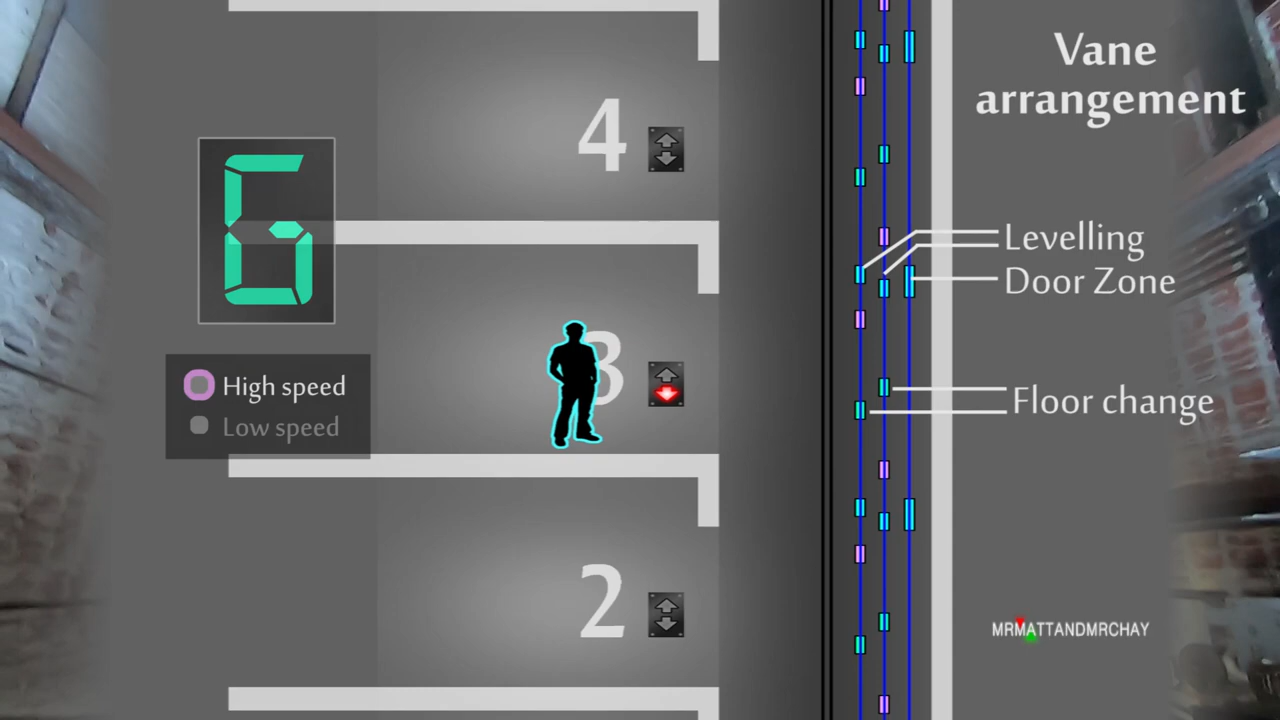 Vane
arrangement
4
6
Levelling
Door Zone
3
High speed
Low speed
Floor change
2
MRMATTANDMRCHAY